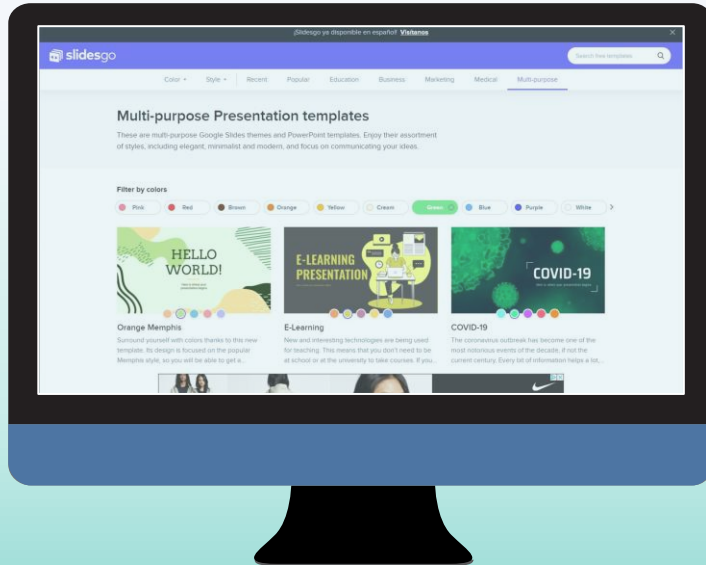 ¡Slidesgo ya disponible en español! Visítanos
slidesgo
Search free templates...
Color Style Recent Popular Education Business Marketing Medical Multi-purpose
Multi-purpose Presentation templates
These are multi-purpose Google Slides themes and PowerPoint templates. Enjoy their assortment
of styles, including elegant, minimalist and modern, and focus on communicating your ideas.
Filter by colors
Pink Red Brown Orange Yellow Cream Green Blue Purple White
HELLO
WORLD!
E-LEARNING
PRESENTATION
COVID-19
Orange Memphis
Surround yourself with colors thanks to this new
template. Its design is focused on the popular
Memphis style, so you will be able to get a...
E-Learning
New and interesting technologies are being used
for teaching. This means that you don't need to be
at school or at the university to take courses. If you...
COVID-19
The coronavirus outbreak has become one of the
most notorious events of the decade, if not the
current century. Every bit of information helps a lot,...